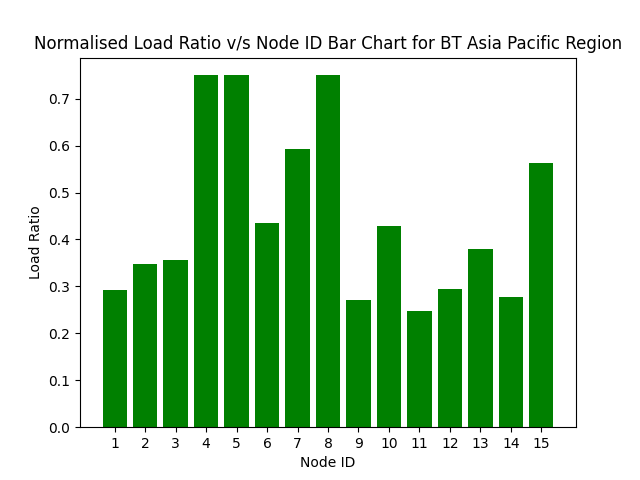 Normalised Load Ratio v/s Node ID Bar Chart for BT Asia Pacific Region
0.7
0.6
0.5
0.4
0.3
0.2
0.1
0.0
Load Ratio
1 2 3 4 5 6 7 8 9 10 11 12 13 14 15
Node ID